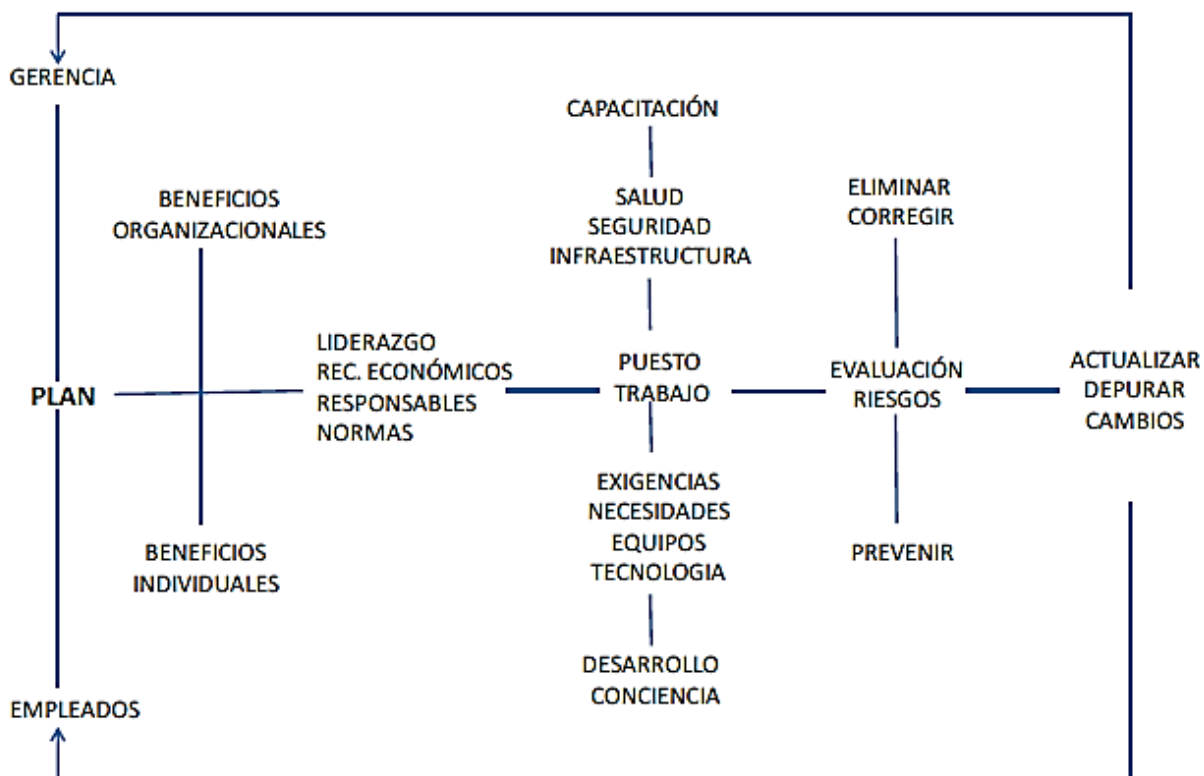 GERENCIA
CAPACITACIÓN
BENEFICIOS
ORGANIZACIONALES
SALUD
SEGURIDAD
INFRAESTRUCTURA
ELIMINAR
CORREGIR
PLAN
LIDERAZGO
REC. ECONÓMICOS
RESPONSABLES
NORMAS
PUESTO
TRABAJO
EVALUACIÓN
RIESGOS
ACTUALIZAR
DEPURAR
CAMBIOS
BENEFICIOS
INDIVIDUALES
EXIGENCIAS
NECESIDADES
EQUIPOS
TECNOLOGIA
PREVENIR
DESARROLLO
CONCIENCIA
EMPLEADOS